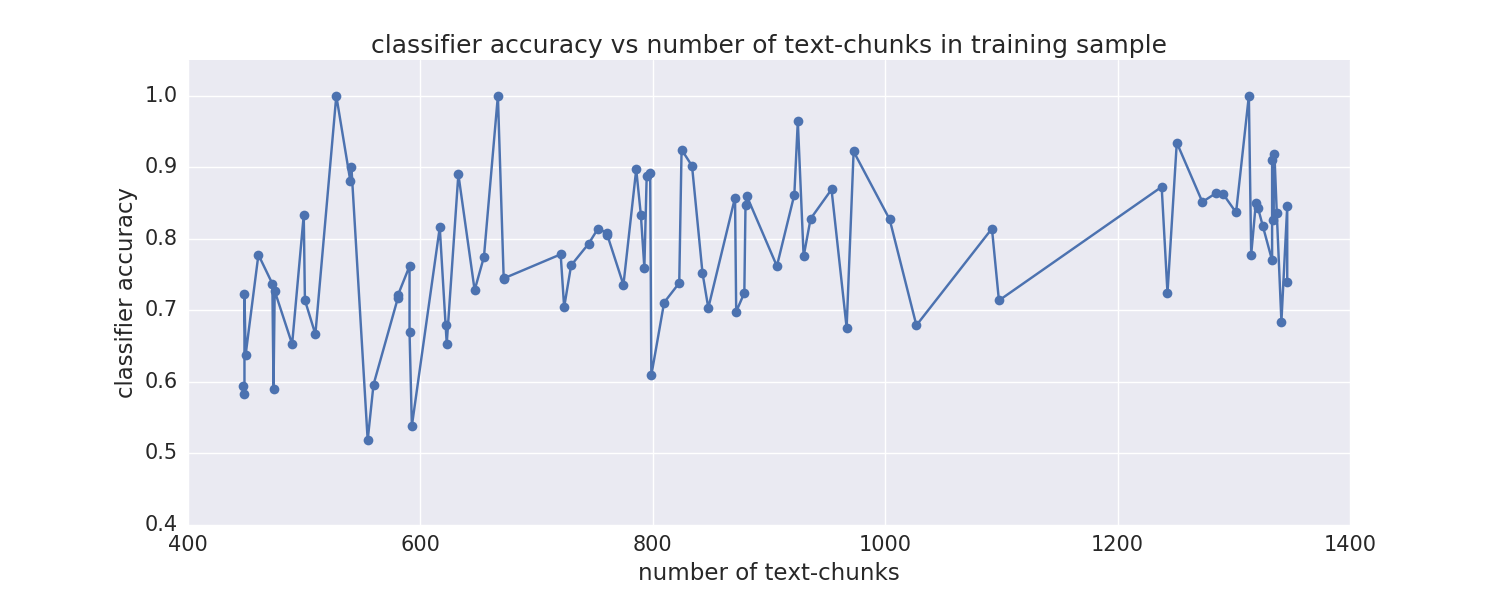 classifier accuracy vs number of text-chunks in training sample
classifier accuracy
1.0
0.9
0.8
0.7
0.6
0.5
0.4
400 600 800 1000 1200 1400
number of text-chunks